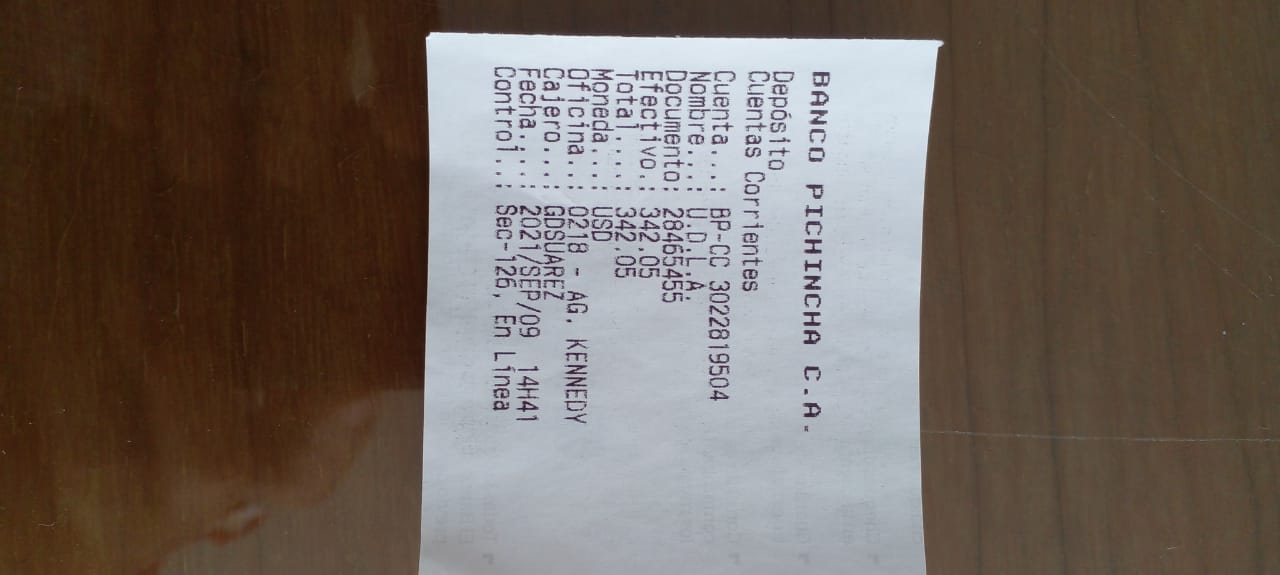 BANCO PICHINCHA C.A.
Depósito
Cuentas Corrientes
Cuenta...: BP-CC 3022819504
Nombre...: U.D.L.A.
Documento: 28465455
Efectivo.: 342.05
Total....: 342.05
Moneda...: USD
Oficina..: 0218 - AG. KENNEDY
Cajero...: GDSUAREZ
Fecha....: 2021/SEP/09 14H41
Control..: Sec-126, En Línea